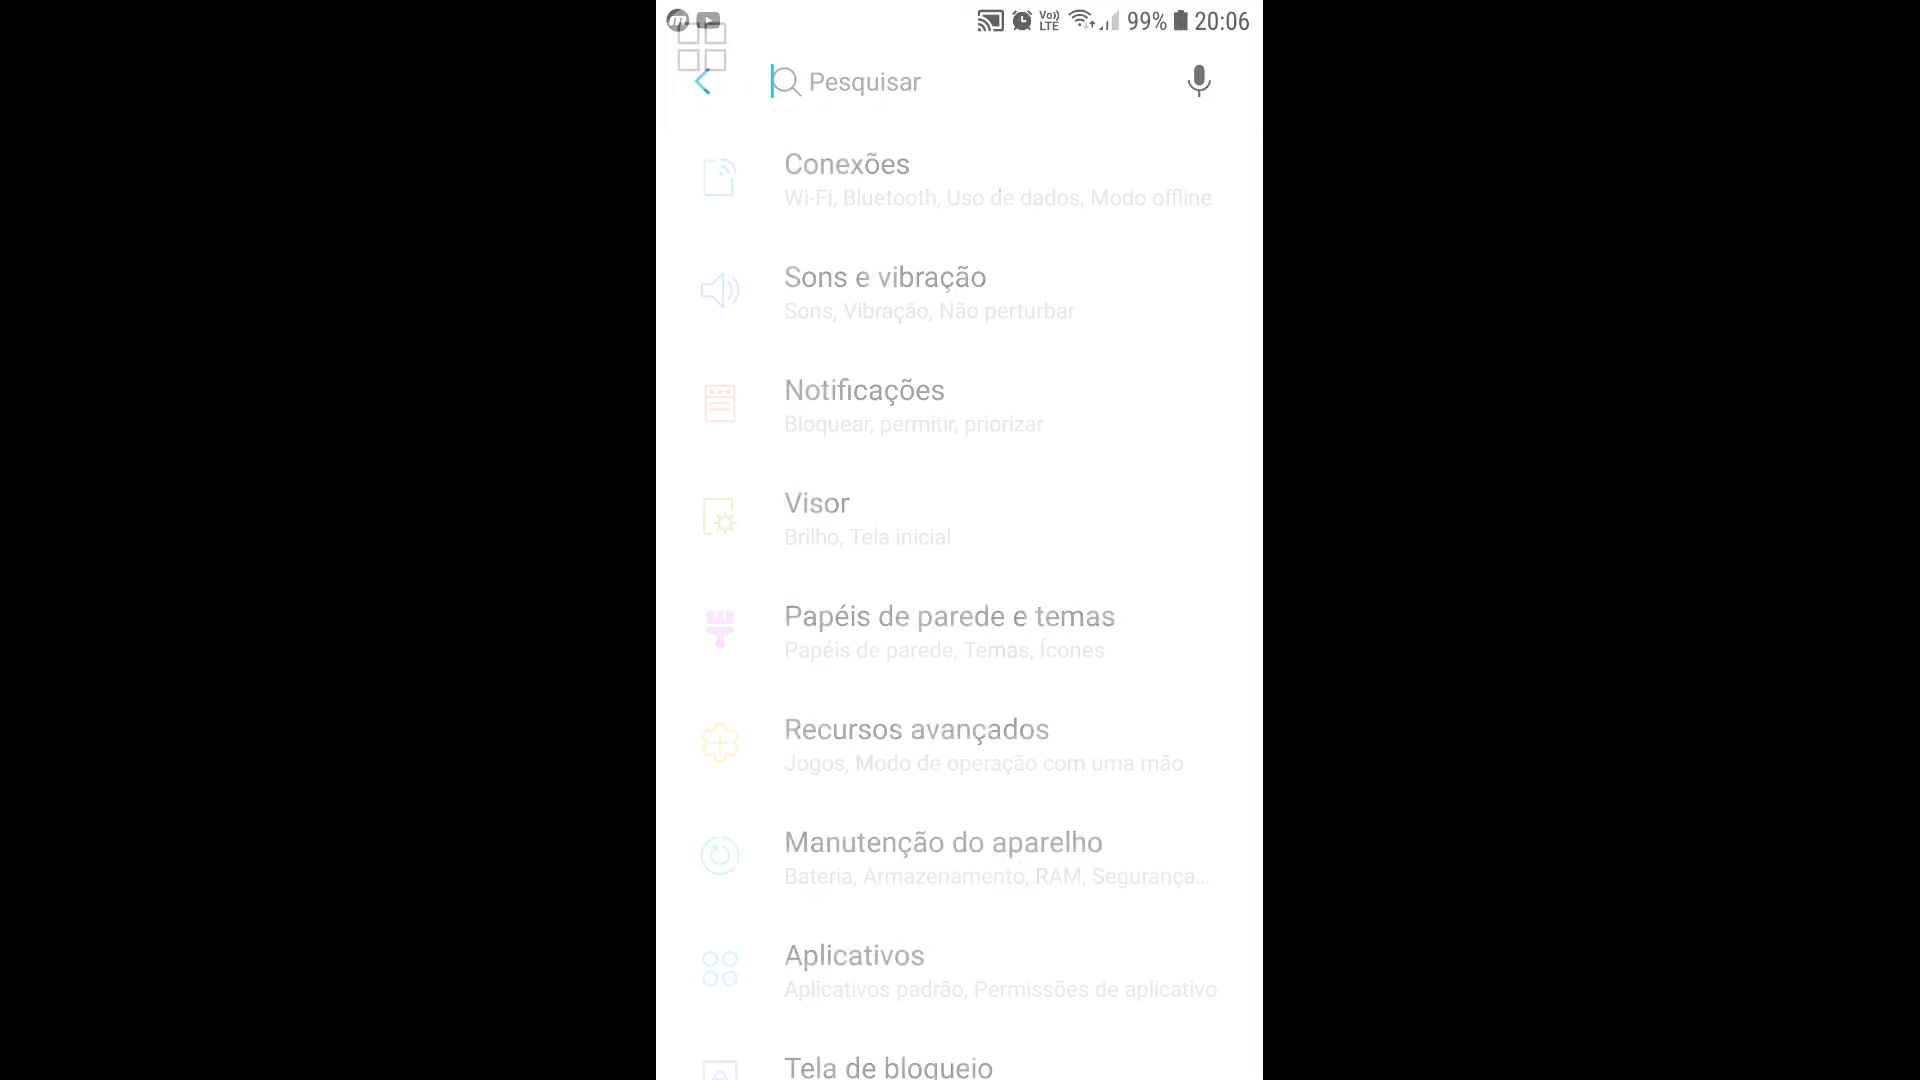 99% 20:06
Pesquisar
Conexões
Wi-Fi, Bluetooth, Uso de dados, Modo offline
Sons e vibração
Sons, Vibração, Não perturbar
Notificações
Bloquear, permitir, priorizar
Visor
Brilho, Tela inicial
Papéis de parede e temas
Papéis de parede, Temas, Ícones
Recursos avançados
Jogos, Modo de operação com uma mão
Manutenção do aparelho
Bateria, Armazenamento, RAM, Segurança...
Aplicativos
Aplicativos padrão, Permissões de aplicativo
Tela de bloqueio